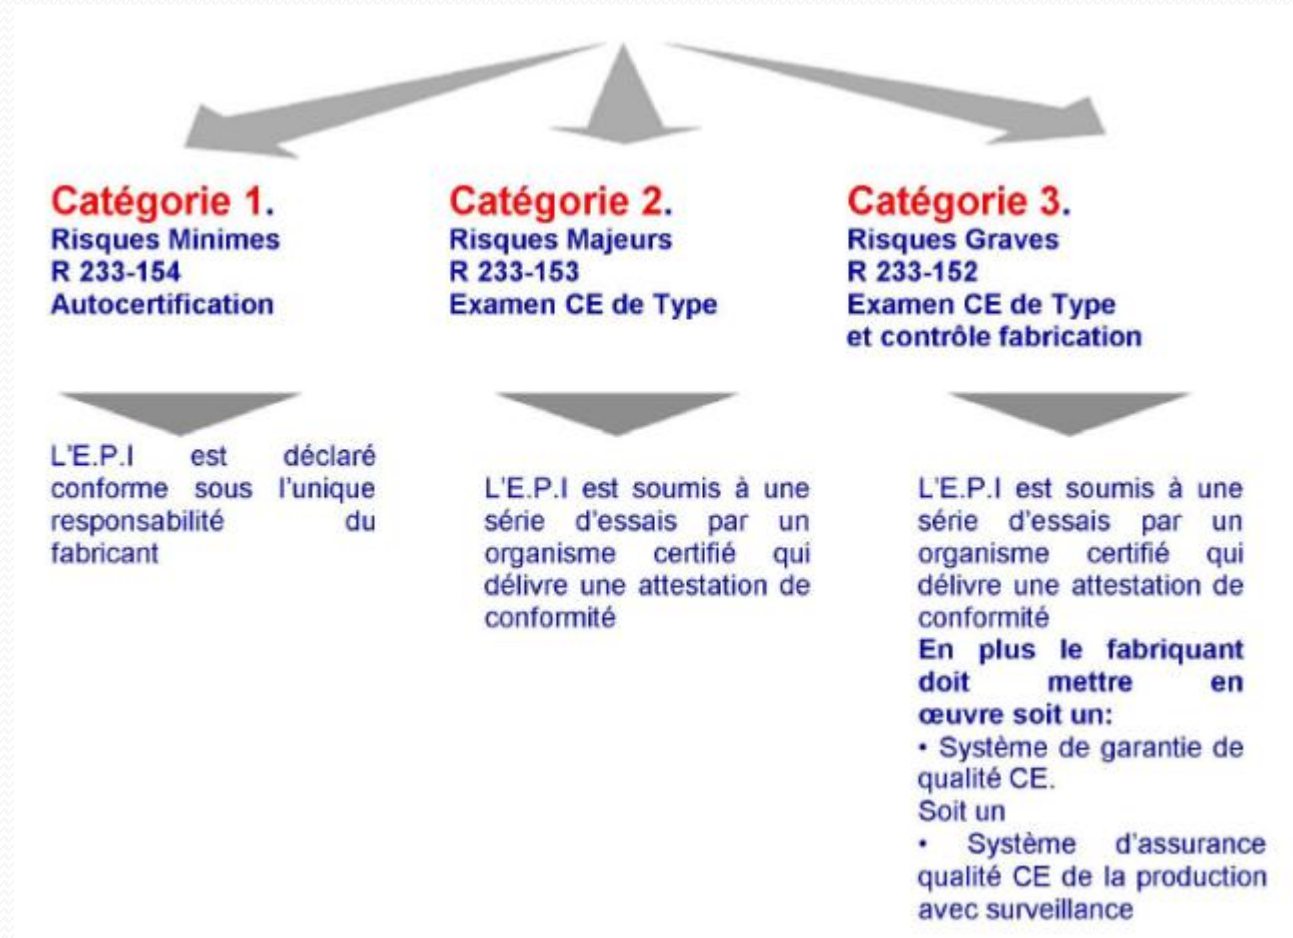 Catégorie 1.
Risques Minimes
R 233-154
Autocertification
L'E.P.I est déclaré
conforme sous l'unique
responsabilité du
fabricant
Catégorie 2.
Risques Majeurs
R 233-153
Examen CE de Type
L'E.P.I est soumis à une
série d'essais par un
organisme certifié qui
délivre une attestation de
conformité
Catégorie 3.
Risques Graves
R 233-152
Examen CE de Type
et contrôle fabrication
L'E.P.I est soumis à une
série d'essais par un
organisme certifié qui
délivre une attestation de
conformité
En plus le fabriquant
doit mettre en
œuvre soit un:
• Système de garantie de
qualité CE.
Soit un
• Système d'assurance
qualité CE de la production
avec surveillance